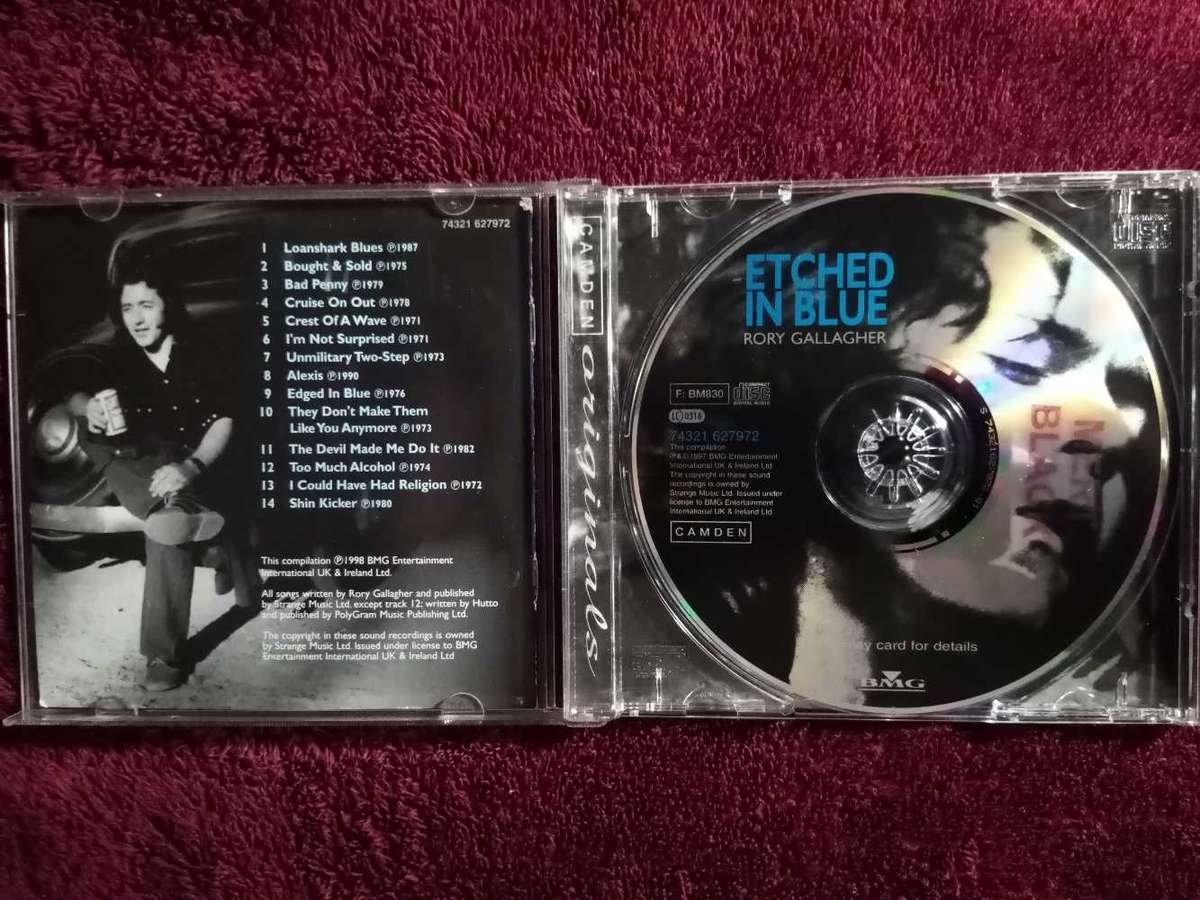 74321 627972
1 Loanshark Blues ℗1987
2 Bought & Sold ℗1975
3 Bad Penny ℗1979
4 Cruise On Out ℗1978
5 Crest Of A Wave ℗1971
6 I'm Not Surprised ℗1971
7 Unmilitary Two-Step ℗1973
8 Alexis ℗1990
9 Edged In Blue ℗1976
10 They Don't Make Them
Like You Anymore ℗1973
11 The Devil Made Me Do It ℗1982
12 Too Much Alcohol ℗1974
13 I Could Have Had Religion ℗1972
14 Shin Kicker ℗1980
This compilation ℗1998 BMG Entertainment
International UK & Ireland Ltd.
All songs written by Rory Gallagher and published
by Strange Music Ltd. except track 12; written by Hutto
and published by PolyGram Music Publishing Ltd.
The copyright in these sound recordings is owned
by Strange Music Ltd. Issued under license to BMG
Entertainment International UK & Ireland Ltd
CAMDEN originals
ETCHED
IN BLUE
RORY GALLAGHER
F: BM830
COMPACT
disc
DIGITAL AUDIO
LC 0316
74321 627972
This compilation
℗&©1997 BMG Entertainment
International UK & Ireland Ltd
The copyright in these sound
recordings is owned by
Strange Music Ltd. Issued under
license to BMG Entertainment
International UK & Ireland Ltd
CAMDEN
card for details
BMG
disc